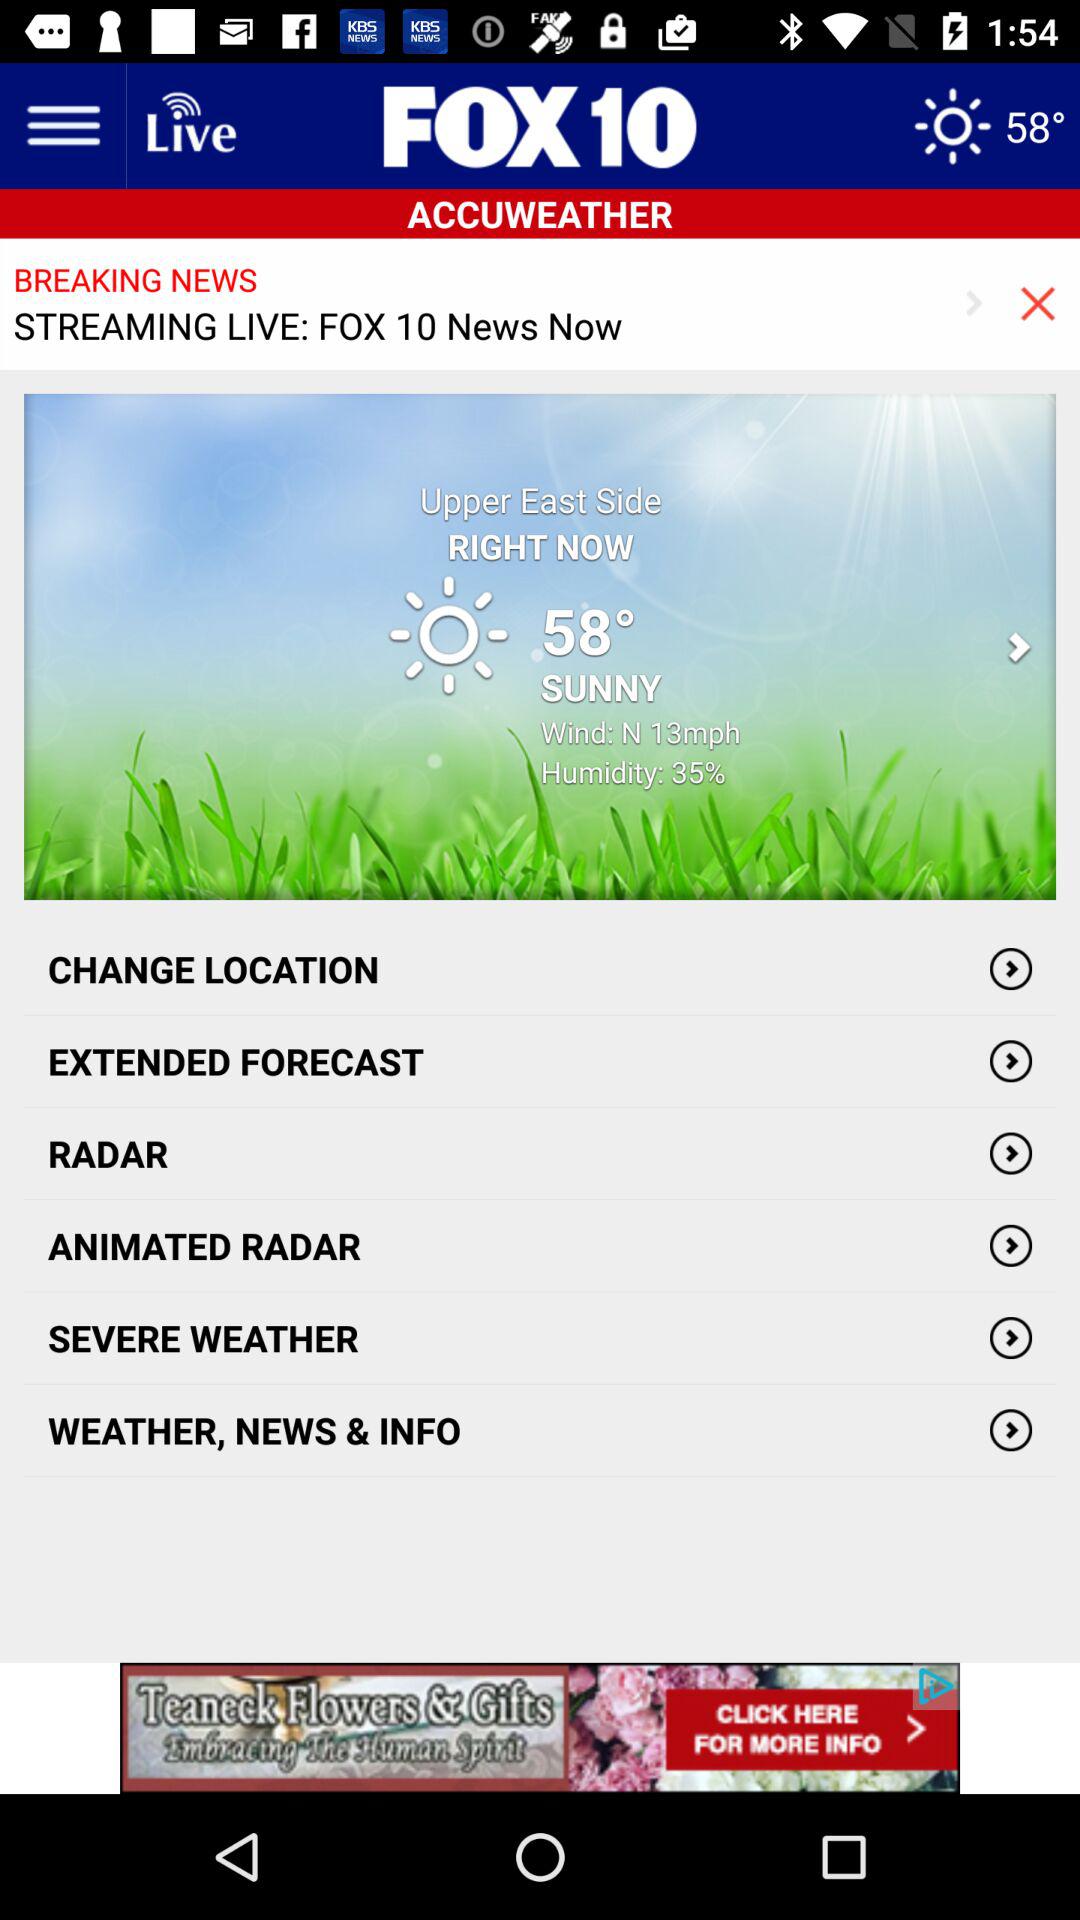 FAKE
KBS
NEWS
KBS
NEWS
1:54
Live
FOX 10
58°
ACCUWEATHER
BREAKING NEWS
STREAMING LIVE: FOX 10 News Now
Upper East Side
RIGHT NOW
58°
SUNNY
Wind: N 13mph
Humidity: 35%
CHANGE LOCATION
EXTENDED FORECAST
RADAR
ANIMATED RADAR
SEVERE WEATHER
WEATHER, NEWS & INFO
Teaneck Flowers & Gifts
Embracing The Human Spirit
CLICK HERE
FOR MORE INFO